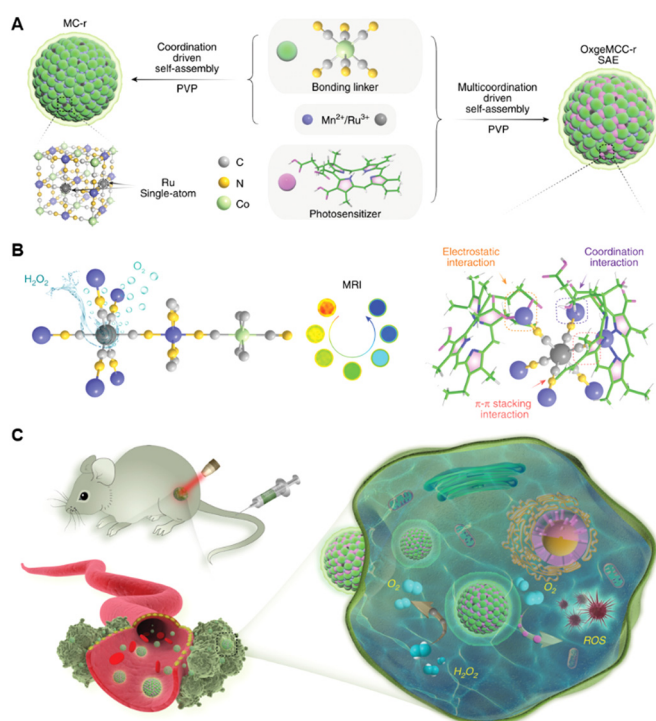 A
MC-r
Coordination
driven
self-assembly
PVP
Bonding linker
Mn²⁺/Ru³⁺
Photosensitizer
Multicoordination
driven
self-assembly
PVP
OxgeMCC-r
SAE
Ru
Single-atom
C
N
Co
B
H₂O₂
O₂
MRI
Electrostatic
interaction
Coordination
interaction
π-π stacking
interaction
C
O₂
O₂
H₂O₂
ROS